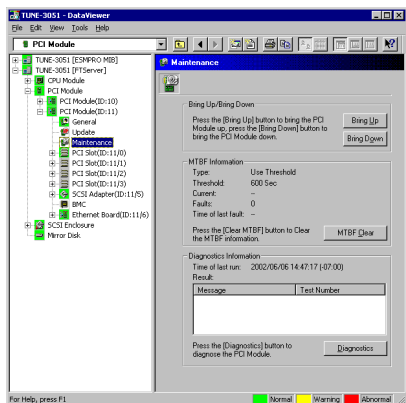 TUNE-3051 - DataViewer
File Edit View Tools Help
PCI Module
TUNE-3051 [ESMPRO MIB]
TUNE-3051 [FTServer]
CPU Module
PCI Module
PCI Module(ID:10)
PCI Module(ID:11)
General
Update
Maintenance
PCI Slot(ID:11/0)
PCI Slot(ID:11/1)
PCI Slot(ID:11/2)
PCI Slot(ID:11/3)
SCSI Adapter(ID:11/5)
BMC
Ethernet Board(ID:11/6)
SCSI Enclosure
Mirror Disk
Maintenance
Bring Up/Bring Down
Press the [Bring Up] button to bring the PCI
Module up, press the [Bring Down] button to
bring the PCI Module down.
Bring Up
Bring Down
MTBF Information
Type: Use Threshold
Threshold: 600 Sec
Current: --
Faults: 0
Time of last fault: --
Press the [Clear MTBF] button to Clear
the MTBF information.
MTBF Clear
Diagnostics Information
Time of last run: 2002/06/06 14:47:17 (-07:00)
Result:
Message Test Number
Press the [Diagnostics] button to
diagnose the PCI Module.
Diagnostics
For Help, press F1
Normal Warning Abnormal